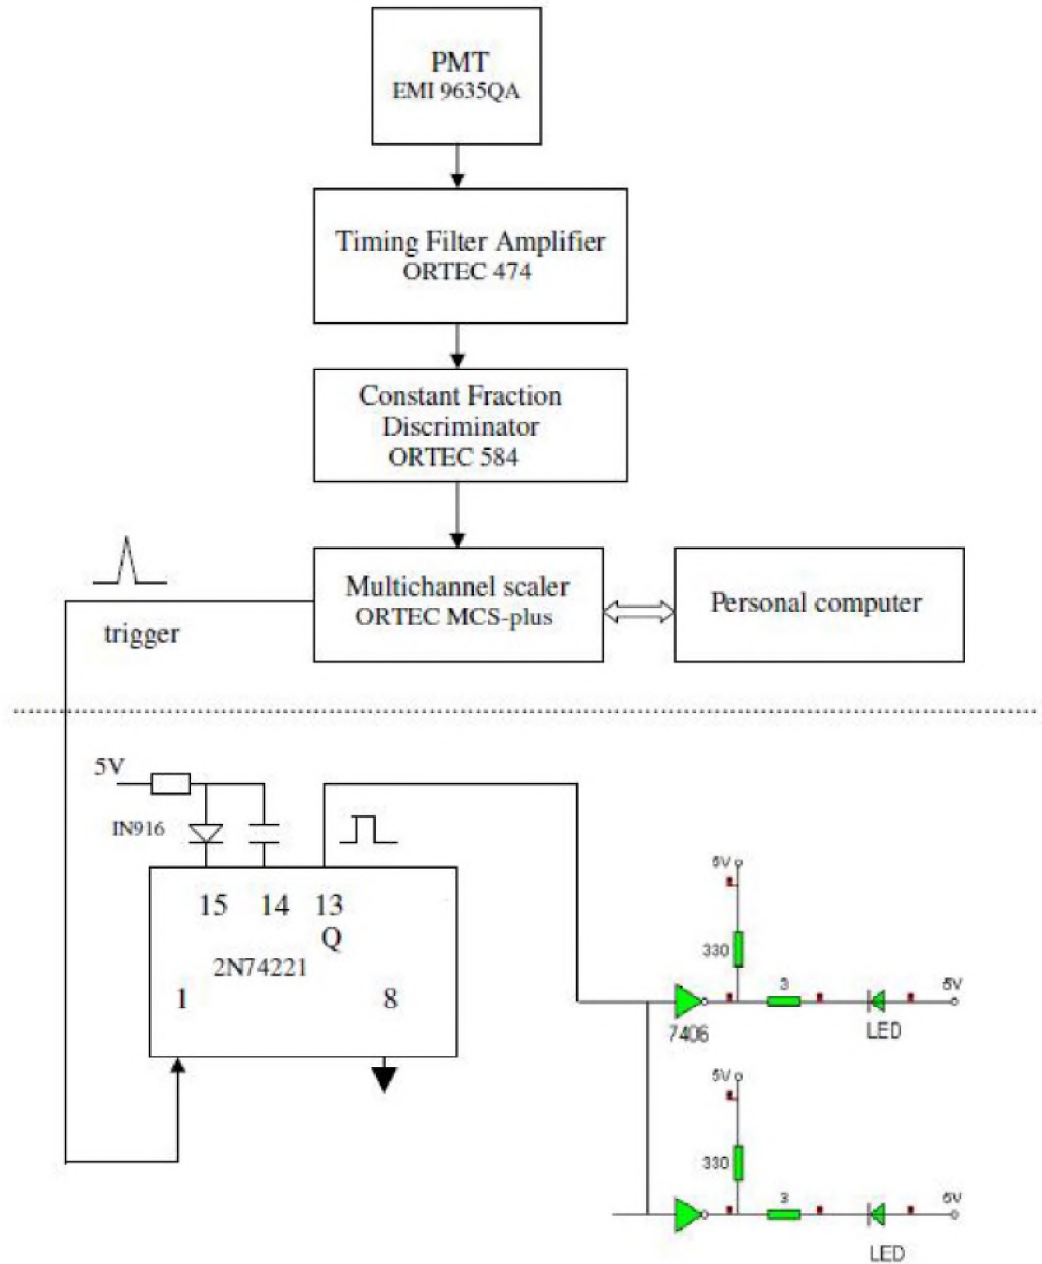 PMT
EMI 9635QA
Timing Filter Amplifier
ORTEC 474
Constant Fraction
Discriminator
ORTEC 584
Multichannel scaler
ORTEC MCS-plus
Personal computer
trigger
5V
IN916
15 14 13
Q
2N74221
1 8
5V
330
3
5V
7406
LED
5V
330
3
5V
LED